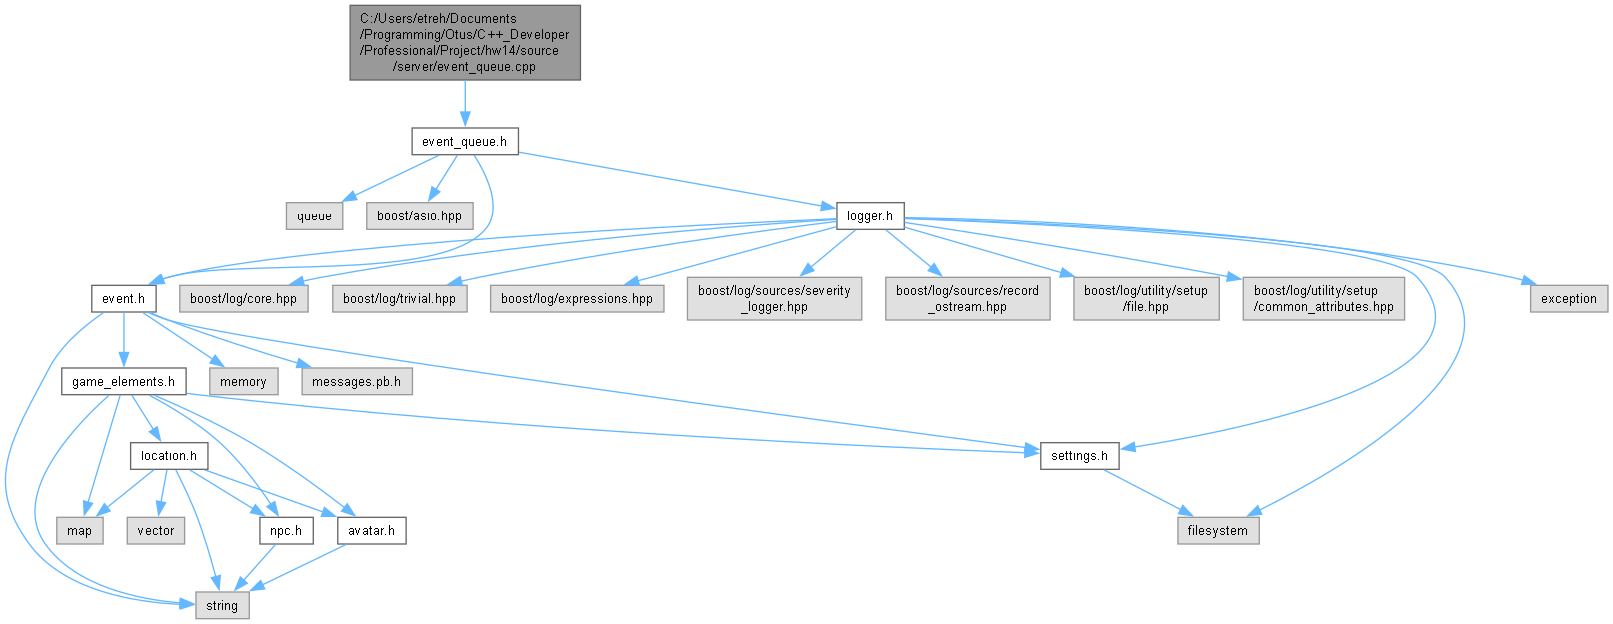 C:/Users/etreh/Documents
/Programming/Otus/C++_Developer
/Professional/Project/hw14/source
/server/event_queue.cpp
event_queue.h
queue
boost/asio.hpp
logger.h
event.h
boost/log/core.hpp
boost/log/trivial.hpp
boost/log/expressions.hpp
boost/log/sources/severity
_logger.hpp
boost/log/sources/record
_ostream.hpp
boost/log/utility/setup
/file.hpp
boost/log/utility/setup
/common_attributes.hpp
exception
game_elements.h
memory
messages.pb.h
location.h
settings.h
map
vector
npc.h
avatar.h
filesystem
string